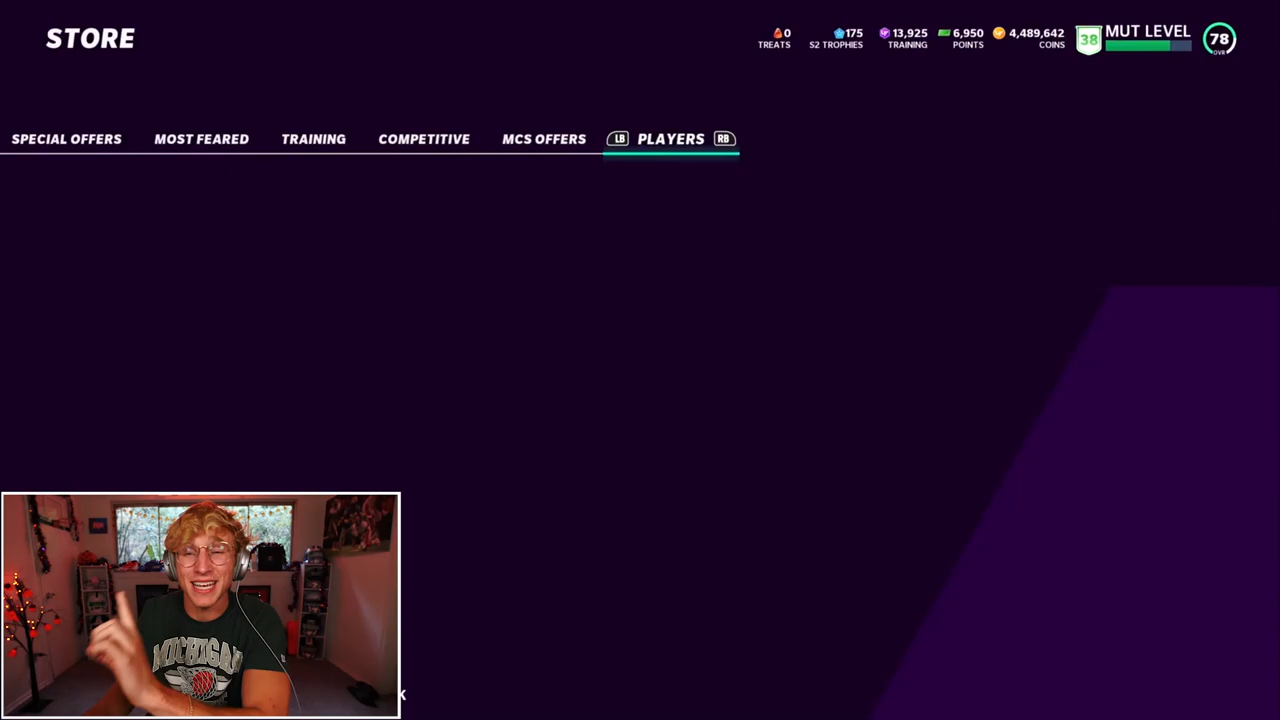 STORE
0 TREATS
175 S2 TROPHIES
13,925 TRAINING
6,950 POINTS
4,489,642 COINS
38 MUT LEVEL
78 OVR
SPECIAL OFFERS
MOST FEARED
TRAINING
COMPETITIVE
MCS OFFERS
LB PLAYERS RB
MICHIGAN